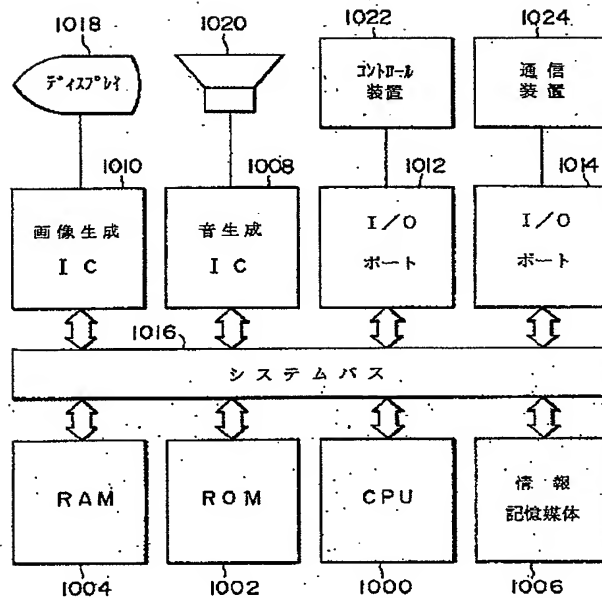 1018
1020
1022
1024
ディスプレイ
コントロール
装置
通信
装置
1010
1008
1012
1014
画像生成
IC
音生成
IC
I/O
ポート
I/O
ポート
1016
システムバス
RAM
ROM
CPU
情報
記憶媒体
1004
1002
1000
1006